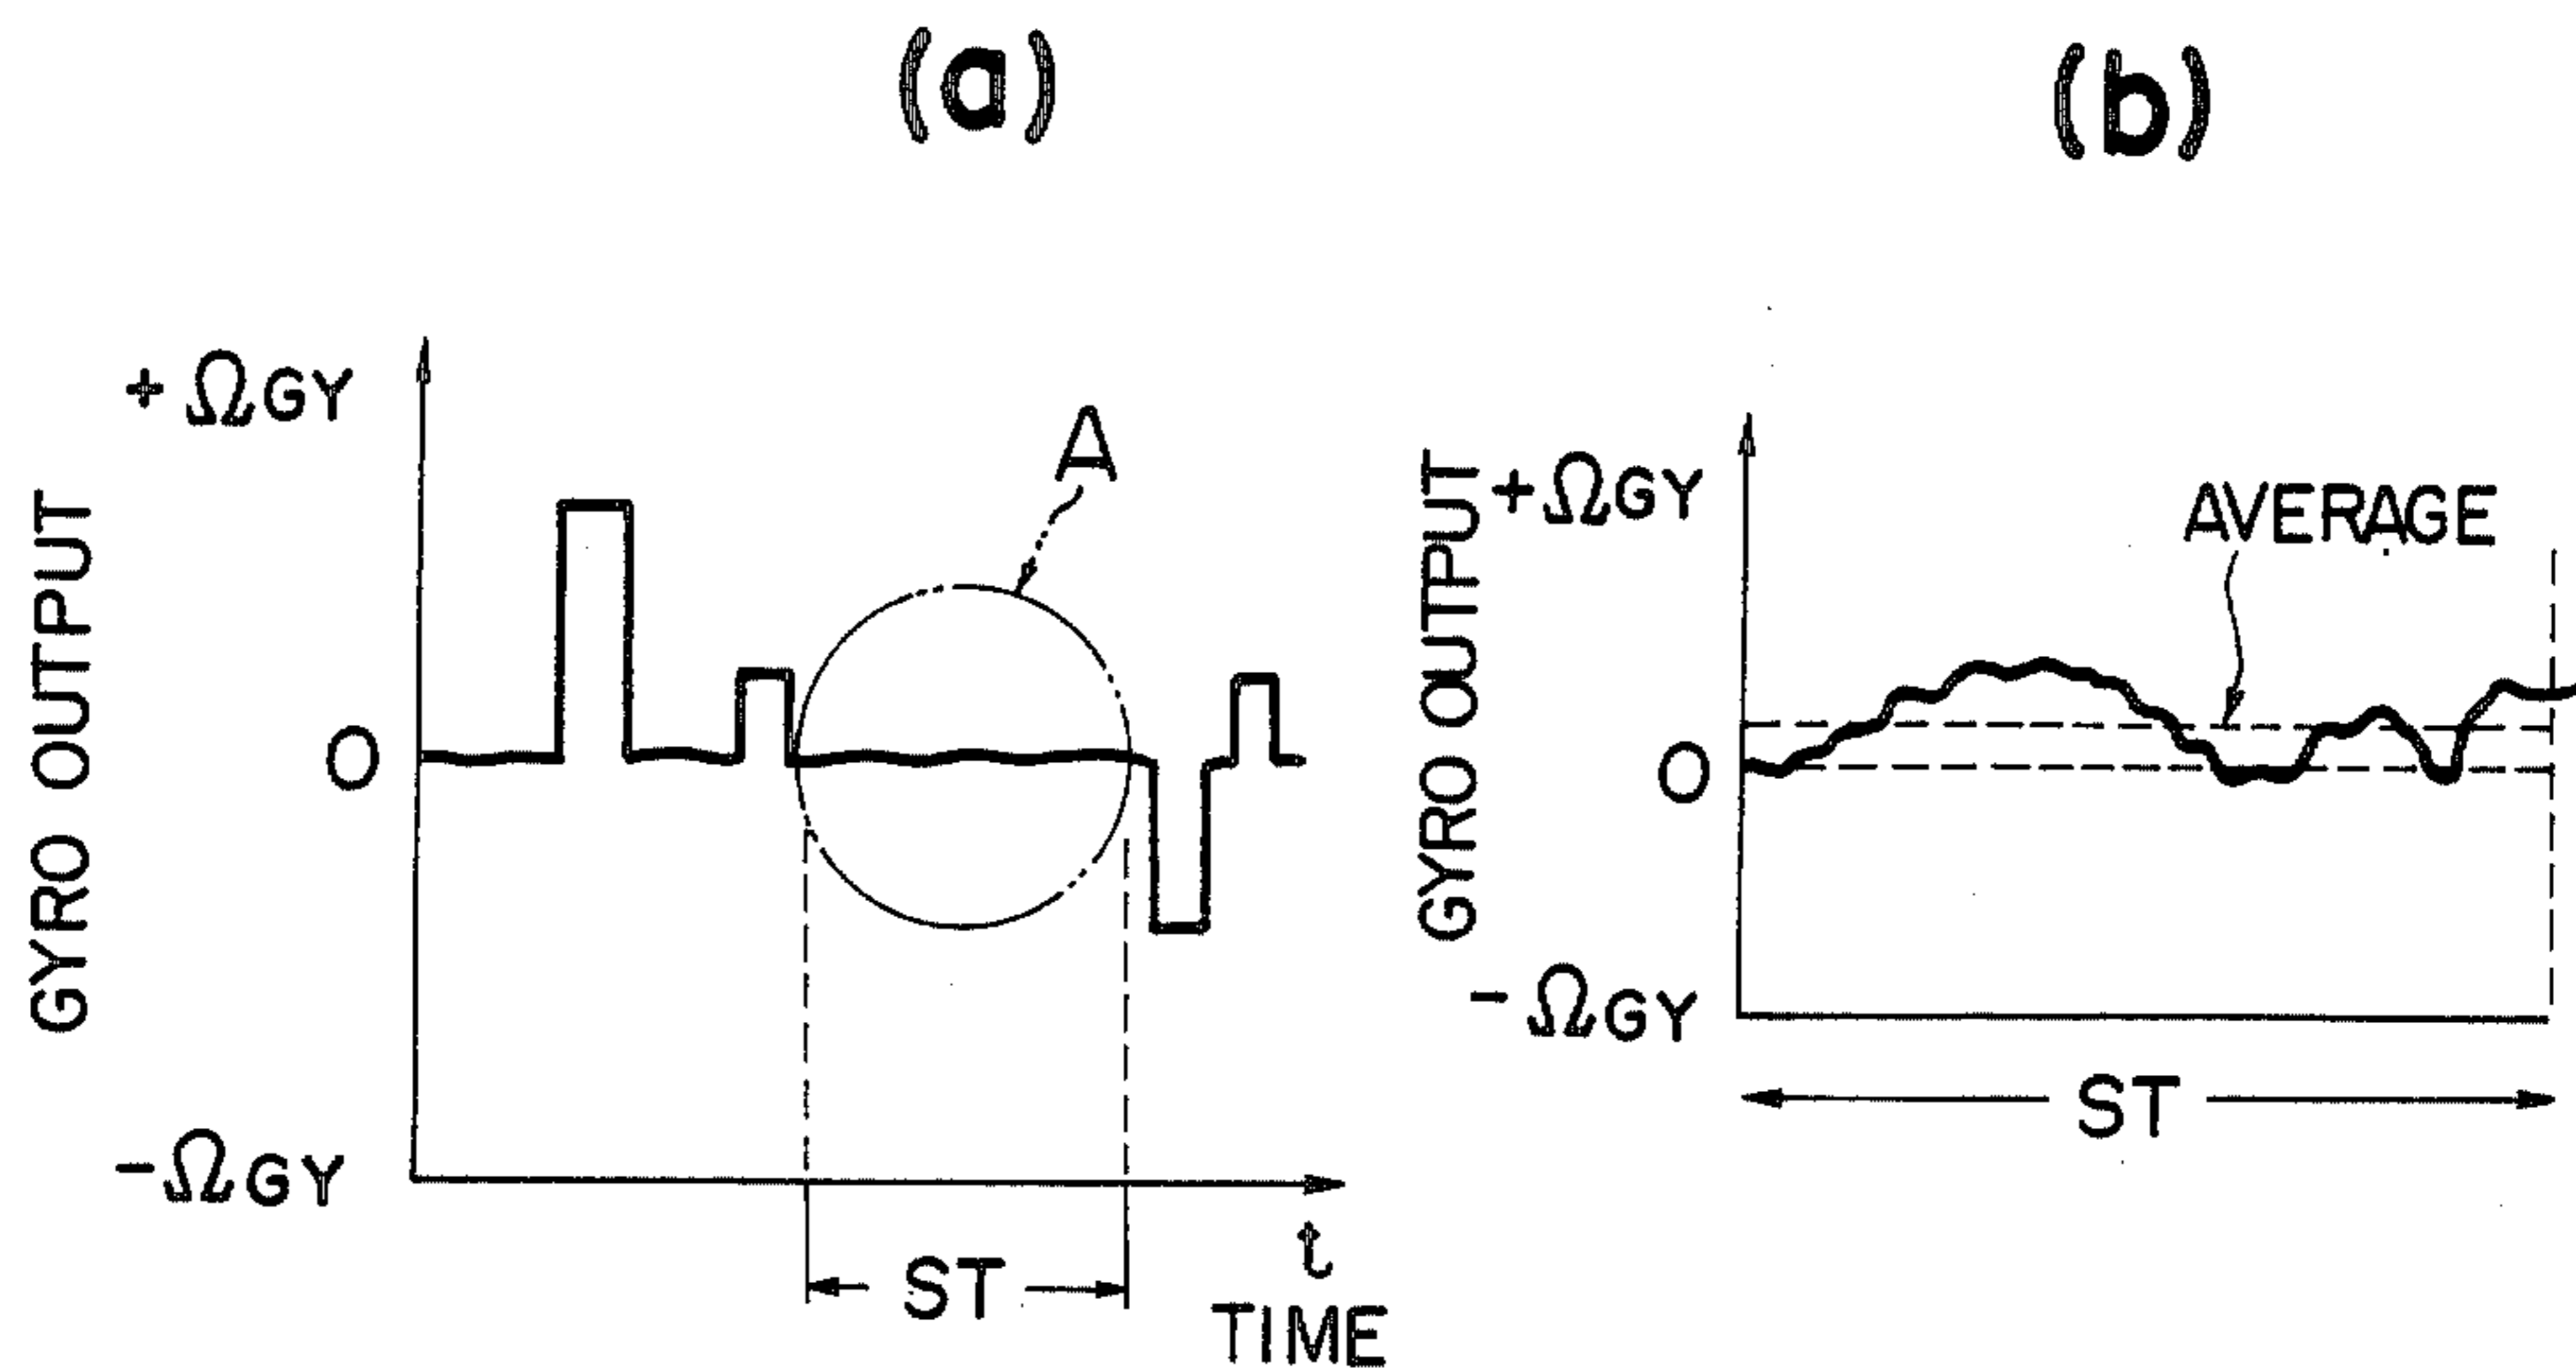 (a)
+ΩGY
GYRO OUTPUT
O
-ΩGY
A
ST
t
TIME
(b)
+ΩGY
GYRO OUTPUT
O
-ΩGY
AVERAGE
ST